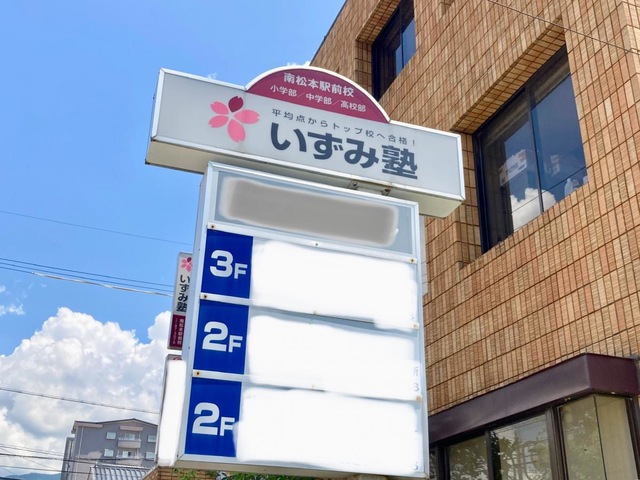 南松本駅前校
小学部／中学部／高校部
平均点からトップ校へ合格！
いずみ塾
3F
2F
2F
いずみ塾